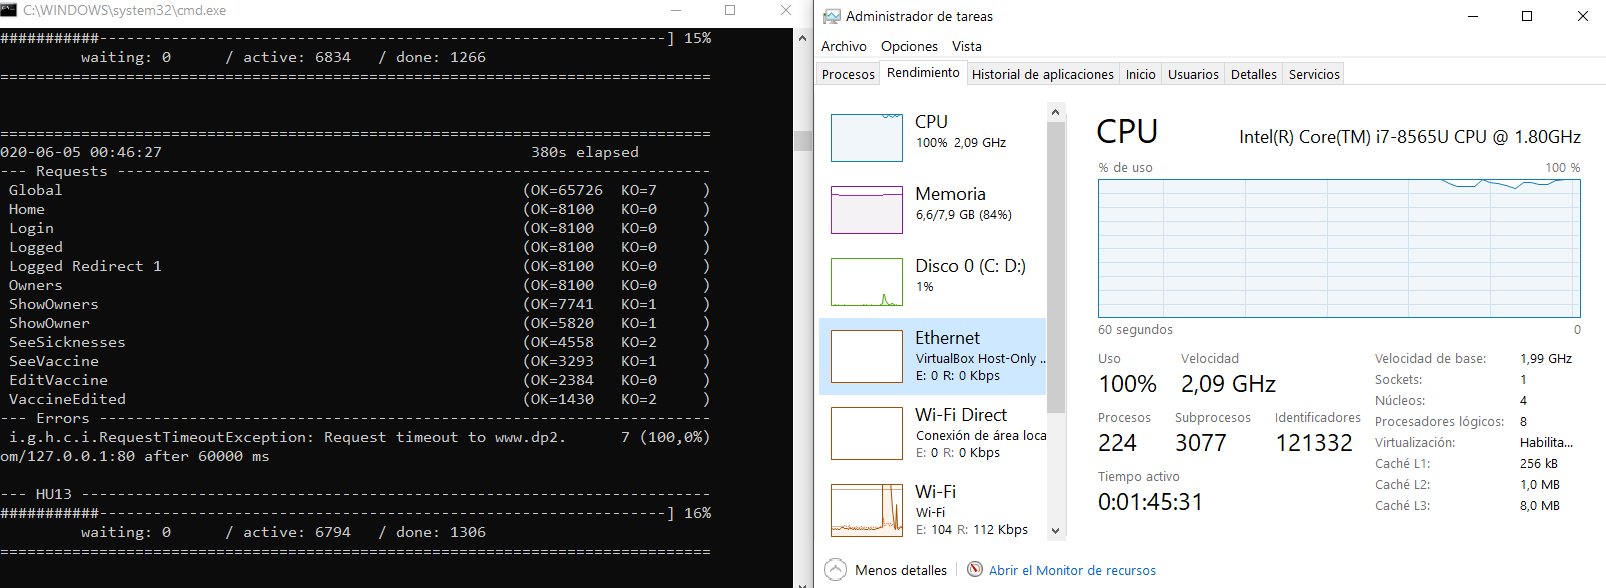 C:\WINDOWS\system32\cmd.exe
###########---------------------------------------------------------------] 15%
waiting: 0      / active: 6834   / done: 1266
================================================================================
================================================================================
020-06-05 00:46:27                                         380s elapsed
--- Requests ------------------------------------------------------------------
Global                                                   (OK=65726  KO=7     )
Home                                                     (OK=8100   KO=0     )
Login                                                    (OK=8100   KO=0     )
Logged                                                   (OK=8100   KO=0     )
Logged Redirect 1                                        (OK=8100   KO=0     )
Owners                                                   (OK=8100   KO=0     )
ShowOwners                                               (OK=7741   KO=1     )
ShowOwner                                                (OK=5820   KO=1     )
SeeSicknesses                                            (OK=4558   KO=2     )
SeeVaccine                                               (OK=3293   KO=1     )
EditVaccine                                              (OK=2384   KO=0     )
VaccineEdited                                            (OK=1430   KO=2     )
--- Errors --------------------------------------------------------------------
i.g.h.c.i.RequestTimeoutException: Request timeout to www.dp2.      7 (100,0%)
om/127.0.0.1:80 after 60000 ms
--- HU13 ----------------------------------------------------------------------
###########---------------------------------------------------------------] 16%
waiting: 0      / active: 6794   / done: 1306
================================================================================
Administrador de tareas
Archivo Opciones Vista
Procesos Rendimiento Historial de aplicaciones Inicio Usuarios Detalles Servicios
CPU
100% 2,09 GHz
Memoria
6,6/7,9 GB (84%)
Disco 0 (C: D:)
1%
Ethernet
VirtualBox Host-Only ...
E: 0 R: 0 Kbps
Wi-Fi Direct
Conexión de área loca
E: 0 R: 0 Kbps
Wi-Fi
Wi-Fi
E: 104 R: 112 Kbps
CPU Intel(R) Core(TM) i7-8565U CPU @ 1.80GHz
% de uso 100 %
60 segundos 0
Uso Velocidad
100% 2,09 GHz
Procesos Subprocesos Identificadores
224 3077 121332
Tiempo activo
0:01:45:31
Velocidad de base: 1,99 GHz
Sockets: 1
Núcleos: 4
Procesadores lógicos: 8
Virtualización: Habilita...
Caché L1: 256 kB
Caché L2: 1,0 MB
Caché L3: 8,0 MB
Menos detalles Abrir el Monitor de recursos